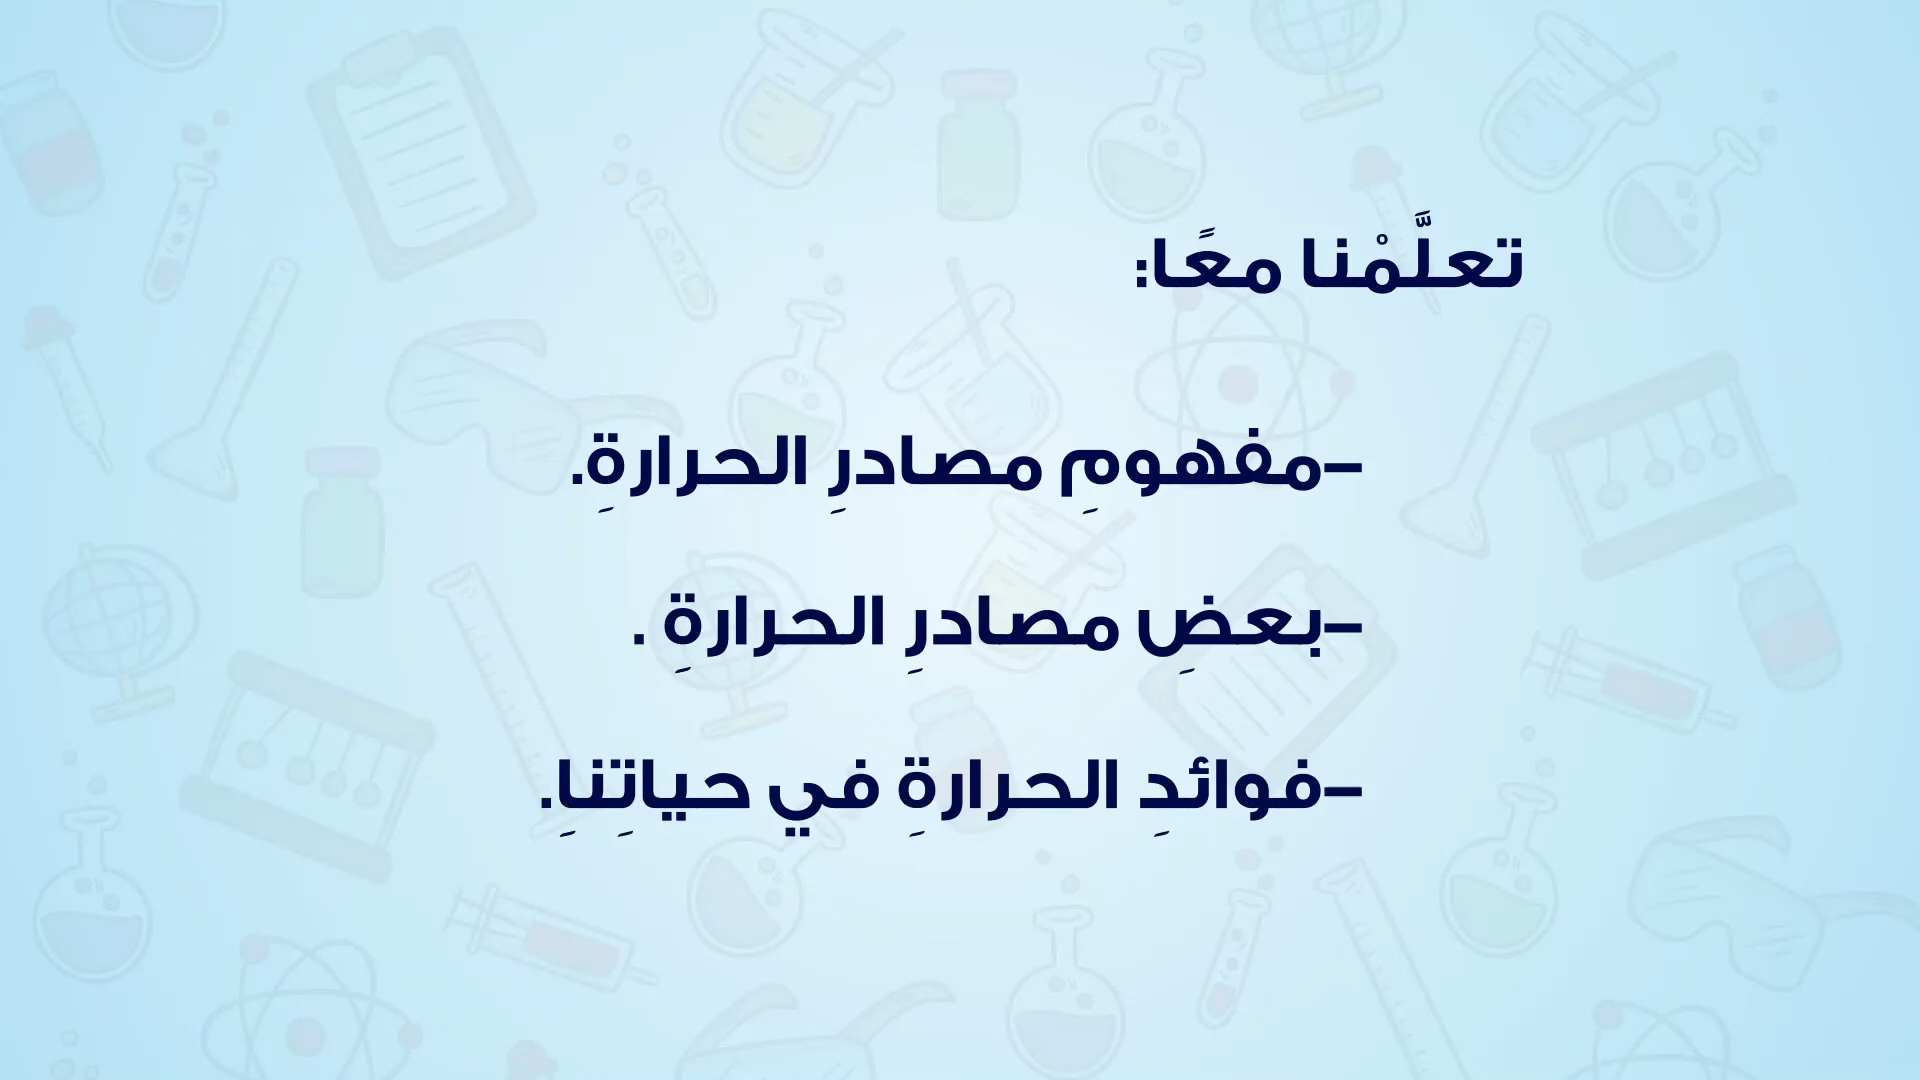 تعلَّمْنا معًا:
–مفهومِ مصادرِ الحرارةِ.
–بعضِ مصادرِ الحرارةِ .
–فوائدِ الحرارةِ في حياتِناِ.